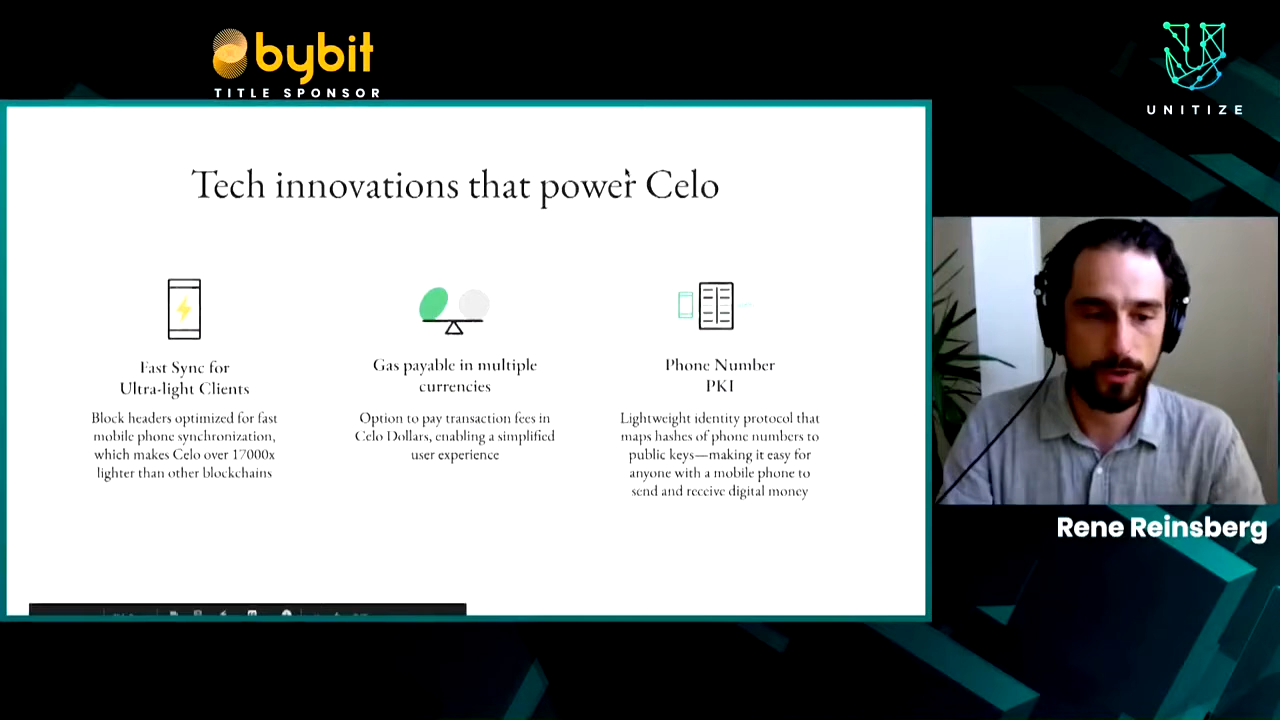 bybit
TITLE SPONSOR
UNITIZE
Tech innovations that power Celo
Fast Sync for
Ultra-light Clients
Block headers optimized for fast
mobile phone synchronization,
which makes Celo over 17000x
lighter than other blockchains
Gas payable in multiple
currencies
Option to pay transaction fees in
Celo Dollars, enabling a simplified
user experience
Phone Number
PKI
Lightweight identity protocol that
maps hashes of phone numbers to
public keys—making it easy for
anyone with a mobile phone to
send and receive digital money
Rene Reinsberg